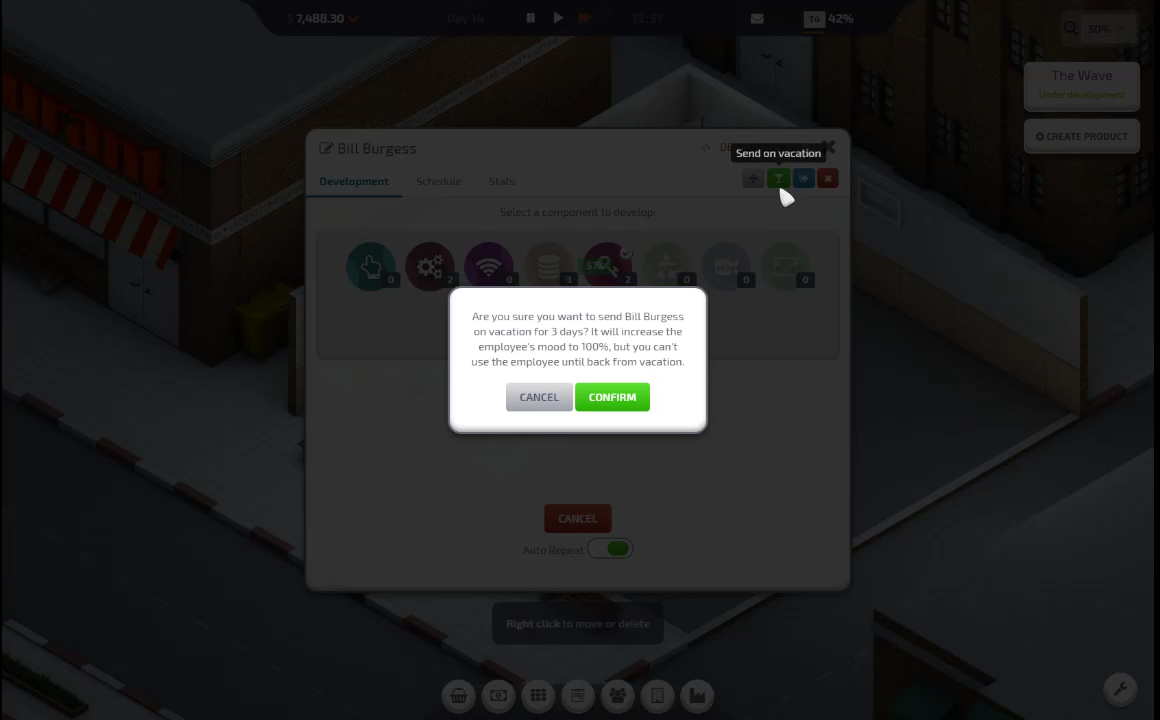 $ 7,488.30
Day 14
13:51
T4
42%
50%
urant
The Wave
Under development
CREATE PRODUCT
Bill Burgess
Send on vacation
Development
Schedule
Stats
Select a component to develop:
0
2
0
3
57%
2
0
0
0
Are you sure you want to send Bill Burgess
on vacation for 3 days? It will increase the
employee's mood to 100%, but you can't
use the employee until back from vacation.
CANCEL
CONFIRM
CANCEL
Auto Repeat
Right click to move or delete